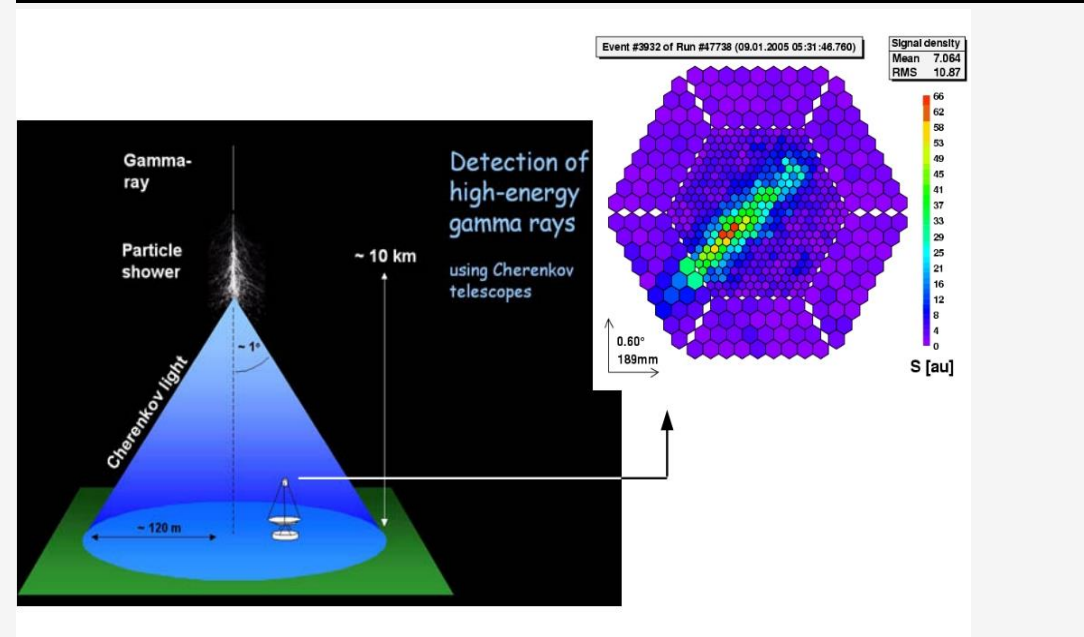 Gamma-
ray
Particle
shower
~ 1°
Cherenkov light
~ 120 m
~ 10 km
Detection of
high-energy
gamma rays
using Cherenkov
telescopes
Event #3932 of Run #47738 (09.01.2005 05:31:46.760)
Signal density
Mean 7.064
RMS 10.87
66
62
58
53
49
45
41
37
33
29
25
21
16
12
8
4
0
S [au]
0.60°
189mm